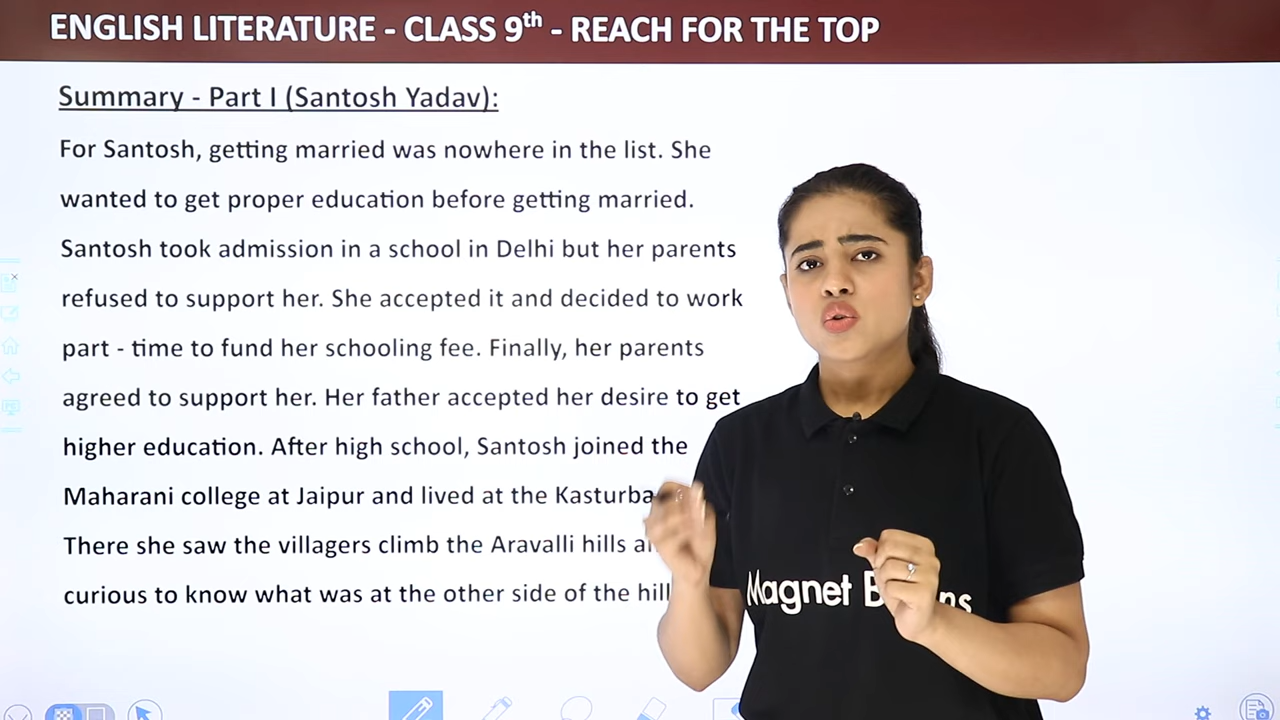 ENGLISH LITERATURE - CLASS 9th - REACH FOR THE TOP
Summary - Part I (Santosh Yadav):
For Santosh, getting married was nowhere in the list. She
wanted to get proper education before getting married.
Santosh took admission in a school in Delhi but her parents
refused to support her. She accepted it and decided to work
part - time to fund her schooling fee. Finally, her parents
agreed to support her. Her father accepted her desire to get
higher education. After high school, Santosh joined the
Maharani college at Jaipur and lived at the Kasturba
There she saw the villagers climb the Aravalli hills
curious to know what was at the other side of the hill
Magnet